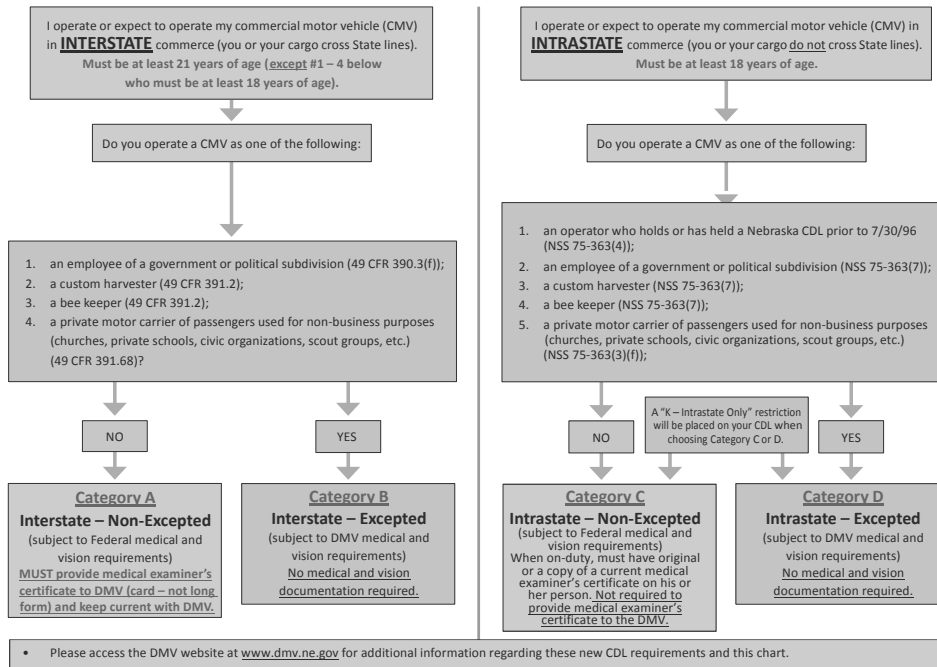 I operate or expect to operate my commercial motor vehicle (CMV)
in INTERSTATE commerce (you or your cargo cross State lines).
Must be at least 21 years of age (except #1 – 4 below
who must be at least 18 years of age).
Do you operate a CMV as one of the following:
1. an employee of a government or political subdivision (49 CFR 390.3(f));
2. a custom harvester (49 CFR 391.2);
3. a bee keeper (49 CFR 391.2);
4. a private motor carrier of passengers used for non-business purposes
(churches, private schools, civic organizations, scout groups, etc.)
(49 CFR 391.68)?
NO
YES
Category A
Interstate – Non-Excepted
(subject to Federal medical and
vision requirements)
MUST provide medical examiner's
certificate to DMV (card – not long
form) and keep current with DMV.
Category B
Interstate – Excepted
(subject to DMV medical and
vision requirements)
No medical and vision
documentation required.
I operate or expect to operate my commercial motor vehicle (CMV) in
INTRASTATE commerce (you or your cargo do not cross State lines).
Must be at least 18 years of age.
Do you operate a CMV as one of the following:
1. an operator who holds or has held a Nebraska CDL prior to 7/30/96
(NSS 75-363(4));
2. an employee of a government or political subdivision (NSS 75-363(7));
3. a custom harvester (NSS 75-363(7));
4. a bee keeper (NSS 75-363(7));
5. a private motor carrier of passengers used for non-business purposes
(churches, private schools, civic organizations, scout groups, etc.)
(NSS 75-363(3)(f));
NO
A "K – Intrastate Only" restriction
will be placed on your CDL when
choosing Category C or D.
YES
Category C
Intrastate – Non-Excepted
(subject to Federal medical and
vision requirements)
When on-duty, must have original
or a copy of a current medical
examiner's certificate on his or
her person. Not required to
provide medical examiner's
certificate to the DMV.
Category D
Intrastate – Excepted
(subject to DMV medical and
vision requirements)
No medical and vision
documentation required.
• Please access the DMV website at www.dmv.ne.gov for additional information regarding these new CDL requirements and this chart.